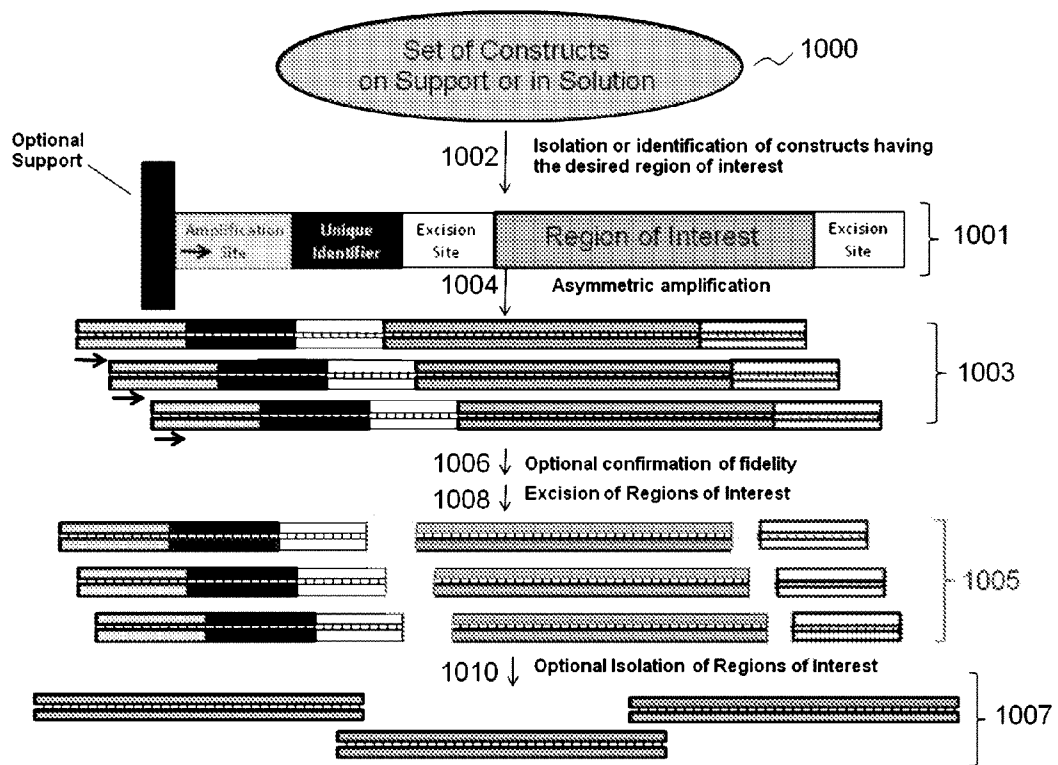 Set of Constructs
on Support or in Solution
1000
Optional
Support
1002
Isolation or identification of constructs having
the desired region of interest
Amplification
Site
Unique
Identifier
Excision
Site
Region of Interest
Excision
Site
1001
1004
Asymmetric amplification
1003
1006
Optional confirmation of fidelity
1008
Excision of Regions of Interest
1005
1010
Optional Isolation of Regions of Interest
1007